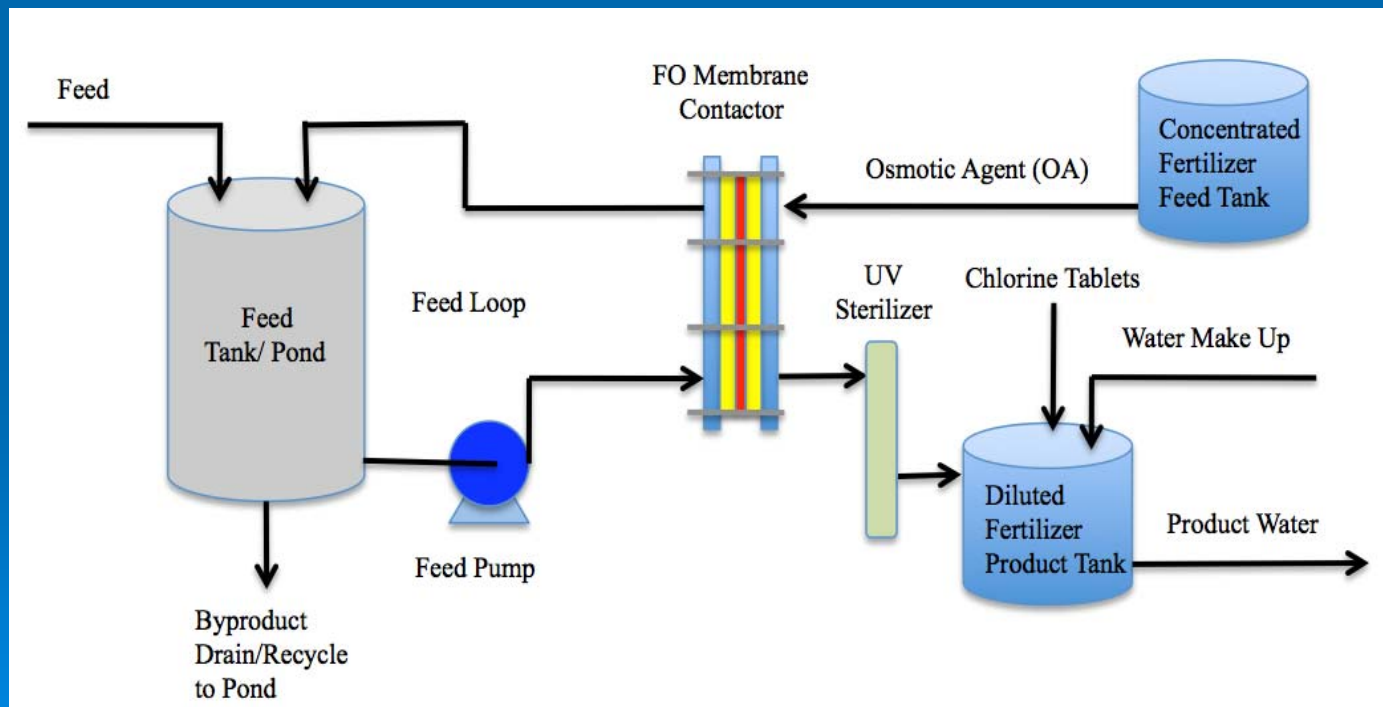 Feed
FO Membrane
Contactor
Concentrated
Fertilizer
Feed Tank
Osmotic Agent (OA)
UV
Sterilizer
Chlorine Tablets
Water Make Up
Feed
Tank/ Pond
Feed Loop
Feed Pump
Diluted
Fertilizer
Product Tank
Product Water
Byproduct
Drain/Recycle
to Pond